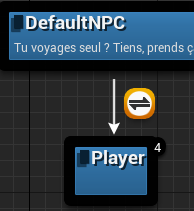 DefaultNPC
Tu voyages seul ? Tiens, prends ç
Player
4